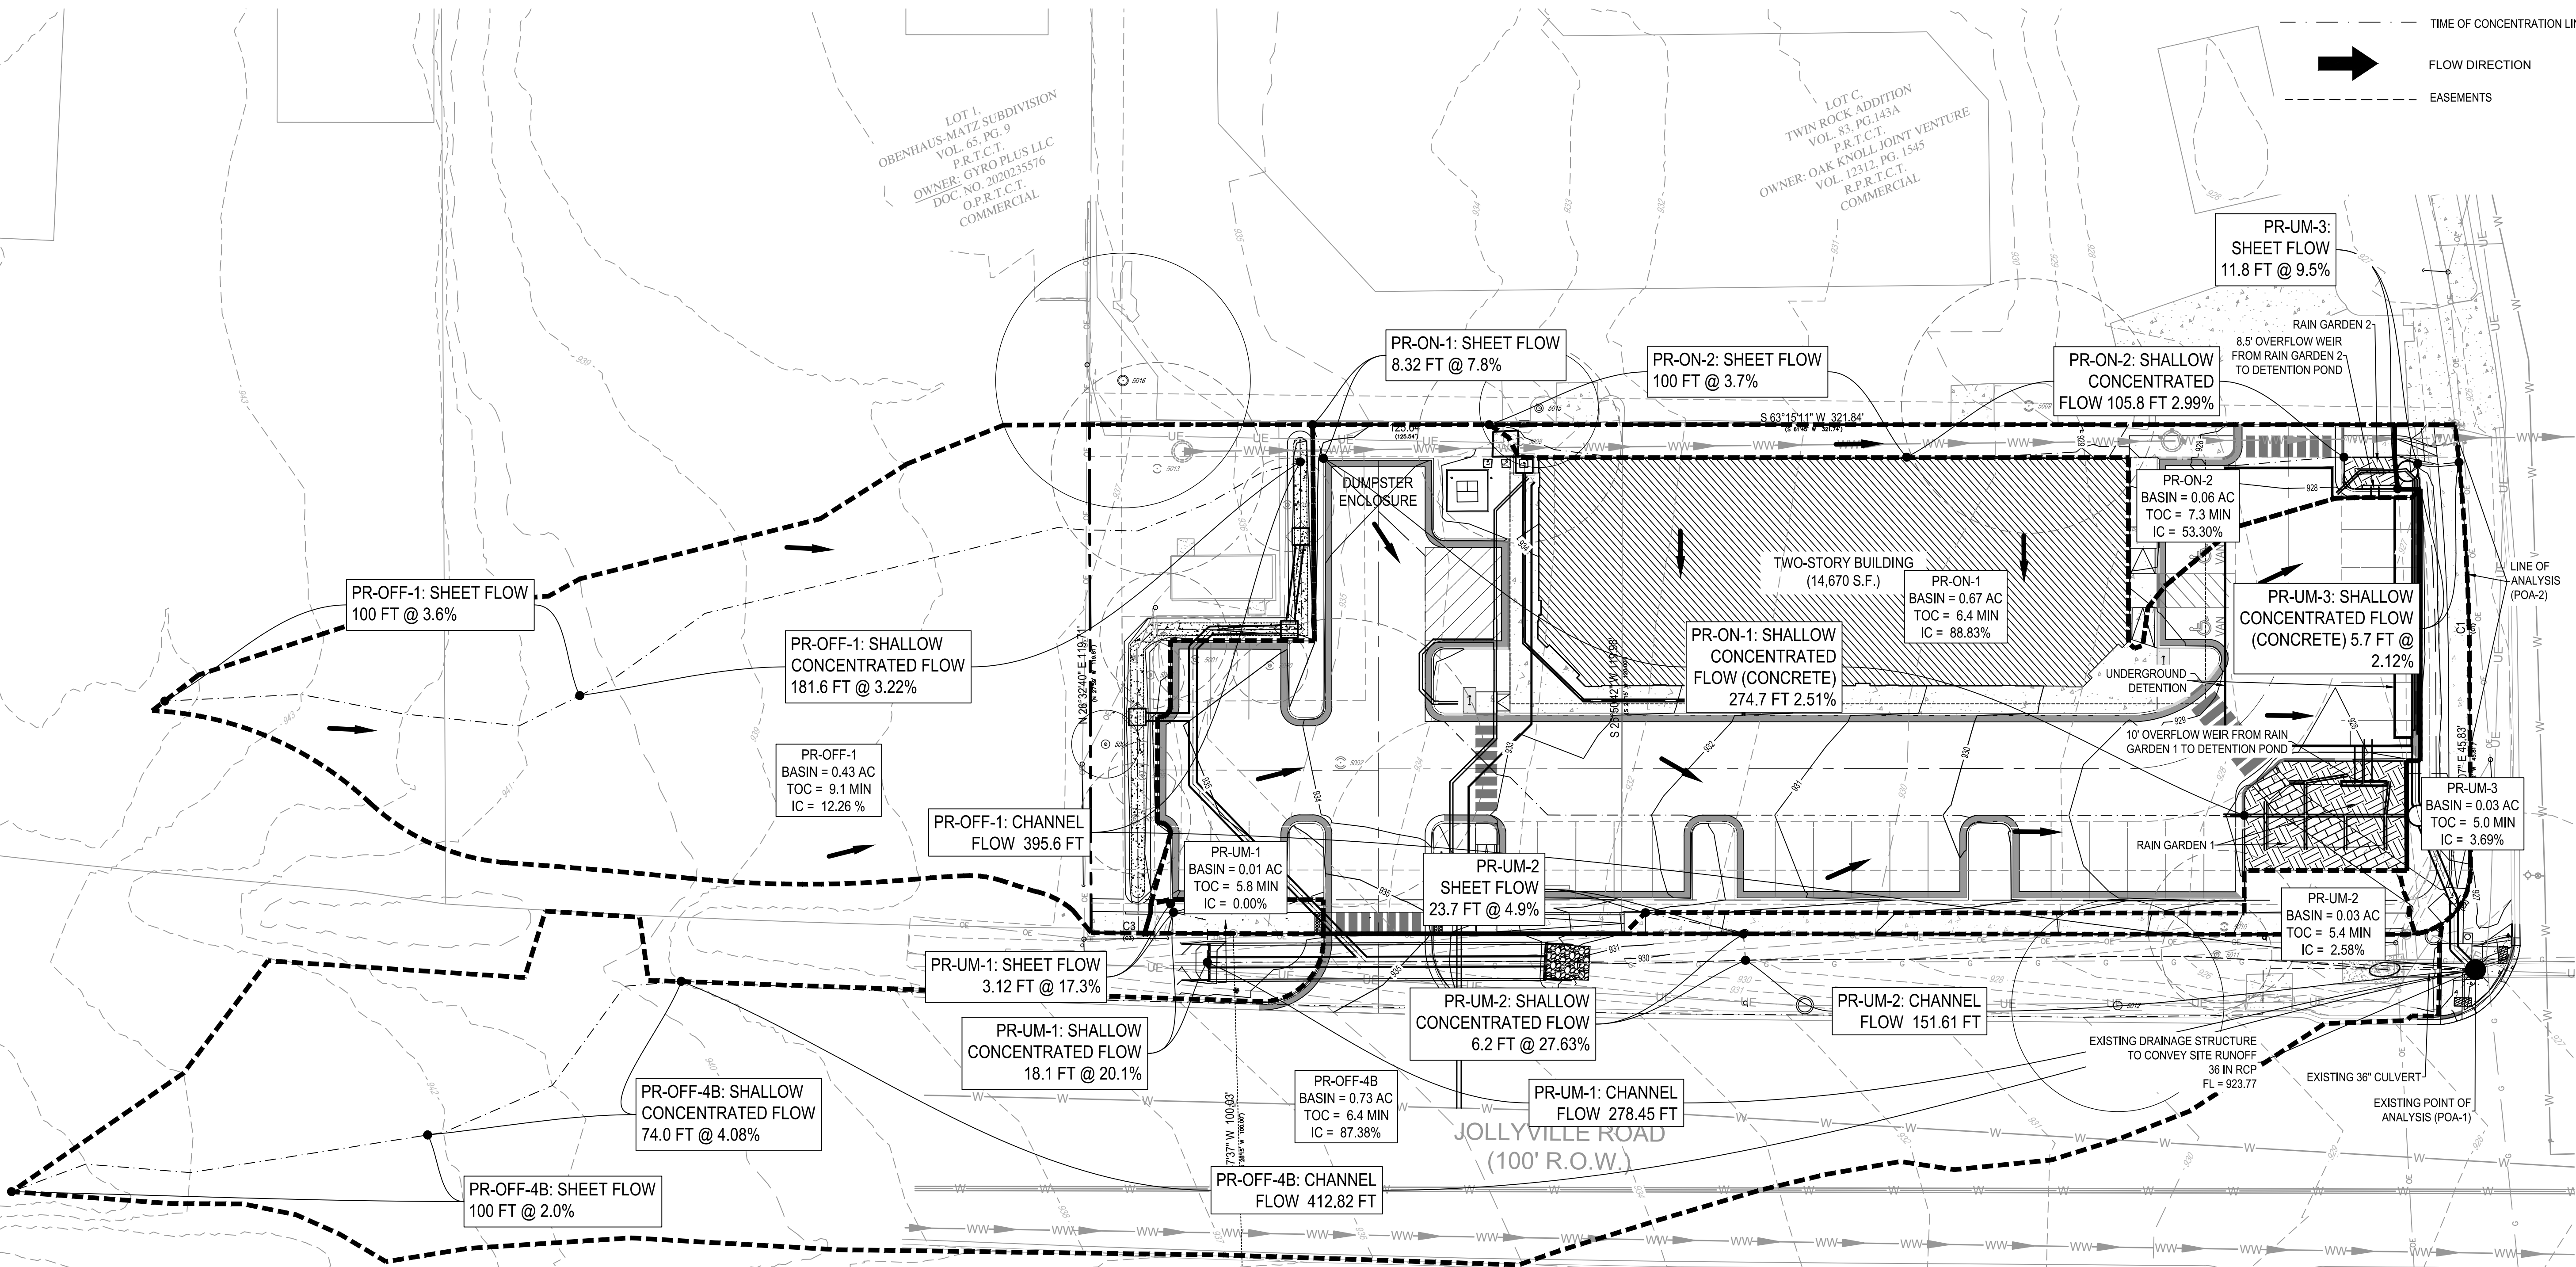 TIME OF CONCENTRATION LIN
FLOW DIRECTION
EASEMENTS
LOT 1,
OBENHAUS-MATZ SUBDIVISION
VOL. 65, PG. 9
P.R.T.C.T.
OWNER: GYRO PLUS LLC
DOC. NO. 2020235576
O.P.R.T.C.T.
COMMERCIAL
LOT C,
TWIN ROCK ADDITION
VOL. 83, PG.143A
P.R.T.C.T.
OWNER: OAK KNOLL JOINT VENTURE
VOL. 12312, PG. 1545
R.P.R.T.C.T.
COMMERCIAL
PR-UM-3:
SHEET FLOW
11.8 FT @ 9.5%
RAIN GARDEN 2
8.5' OVERFLOW WEIR
FROM RAIN GARDEN 2
TO DETENTION POND
PR-ON-1: SHEET FLOW
8.32 FT @ 7.8%
PR-ON-2: SHEET FLOW
100 FT @ 3.7%
PR-ON-2: SHALLOW
CONCENTRATED
FLOW 105.8 FT 2.99%
S 63°15'11" W 321.84'
(125.54')
DUMPSTER
ENCLOSURE
PR-ON-2
BASIN = 0.06 AC
TOC = 7.3 MIN
IC = 53.30%
TWO-STORY BUILDING
(14,670 S.F.)
PR-ON-1
BASIN = 0.67 AC
TOC = 6.4 MIN
IC = 88.83%
LINE OF
ANALYSIS
(POA-2)
PR-UM-3: SHALLOW
CONCENTRATED FLOW
(CONCRETE) 5.7 FT @
2.12%
C1
VAN
VAN
PR-OFF-1: SHEET FLOW
100 FT @ 3.6%
PR-OFF-1: SHALLOW
CONCENTRATED FLOW
181.6 FT @ 3.22%
N 26°32'40" E 119.71'
PR-ON-1: SHALLOW
CONCENTRATED
FLOW (CONCRETE)
274.7 FT 2.51%
UNDERGROUND
DETENTION
10' OVERFLOW WEIR FROM RAIN
GARDEN 1 TO DETENTION POND
PR-OFF-1
BASIN = 0.43 AC
TOC = 9.1 MIN
IC = 12.26 %
PR-OFF-1: CHANNEL
FLOW 395.6 FT
PR-UM-1
BASIN = 0.01 AC
TOC = 5.8 MIN
IC = 0.00%
PR-UM-2
SHEET FLOW
23.7 FT @ 4.9%
RAIN GARDEN 1
PR-UM-3
BASIN = 0.03 AC
TOC = 5.0 MIN
IC = 3.69%
PR-UM-2
BASIN = 0.03 AC
TOC = 5.4 MIN
IC = 2.58%
C3
PR-UM-1: SHEET FLOW
3.12 FT @ 17.3%
PR-UM-1: SHALLOW
CONCENTRATED FLOW
18.1 FT @ 20.1%
PR-UM-2: SHALLOW
CONCENTRATED FLOW
6.2 FT @ 27.63%
PR-UM-2: CHANNEL
FLOW 151.61 FT
EXISTING DRAINAGE STRUCTURE
TO CONVEY SITE RUNOFF
36 IN RCP
FL = 923.77
EXISTING 36" CULVERT
EXISTING POINT OF
ANALYSIS (POA-1)
PR-OFF-4B: SHALLOW
CONCENTRATED FLOW
74.0 FT @ 4.08%
PR-OFF-4B
BASIN = 0.73 AC
TOC = 6.4 MIN
IC = 87.38%
PR-UM-1: CHANNEL
FLOW 278.45 FT
JOLLYVILLE ROAD
(100' R.O.W.)
7'37" W 100.03'
PR-OFF-4B: SHEET FLOW
100 FT @ 2.0%
PR-OFF-4B: CHANNEL
FLOW 412.82 FT